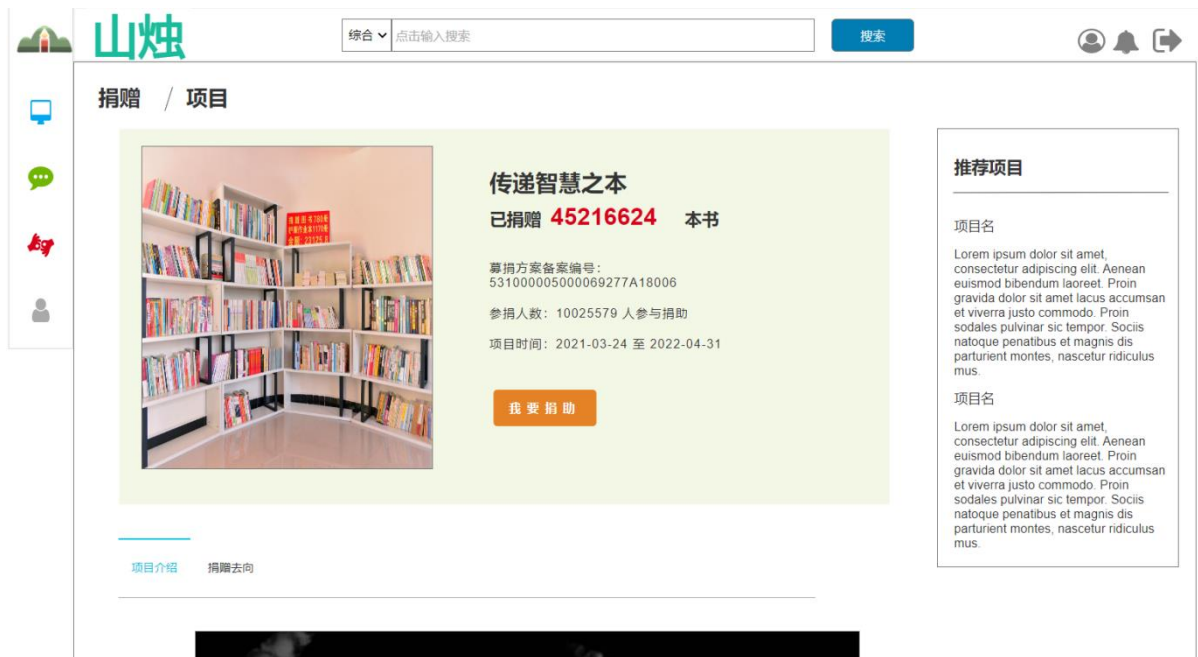 山烛
综合 点击输入搜索 搜索
捐赠 / 项目
传递智慧之本
已捐赠 45216624 本书
募捐方案备案编号：
531000005000069277A18006
参捐人数：10025579 人参与捐助
项目时间：2021-03-24 至 2022-04-31
我要捐助
项目介绍 捐赠去向
推荐项目
项目名
Lorem ipsum dolor sit amet,
consectetur adipiscing elit. Aenean
euismod bibendum laoreet. Proin
gravida dolor sit amet lacus accumsan
et viverra justo commodo. Proin
sodales pulvinar sic tempor. Sociis
natoque penatibus et magnis dis
parturient montes, nascetur ridiculus
mus.
项目名
Lorem ipsum dolor sit amet,
consectetur adipiscing elit. Aenean
euismod bibendum laoreet. Proin
gravida dolor sit amet lacus accumsan
et viverra justo commodo. Proin
sodales pulvinar sic tempor. Sociis
natoque penatibus et magnis dis
parturient montes, nascetur ridiculus
mus.